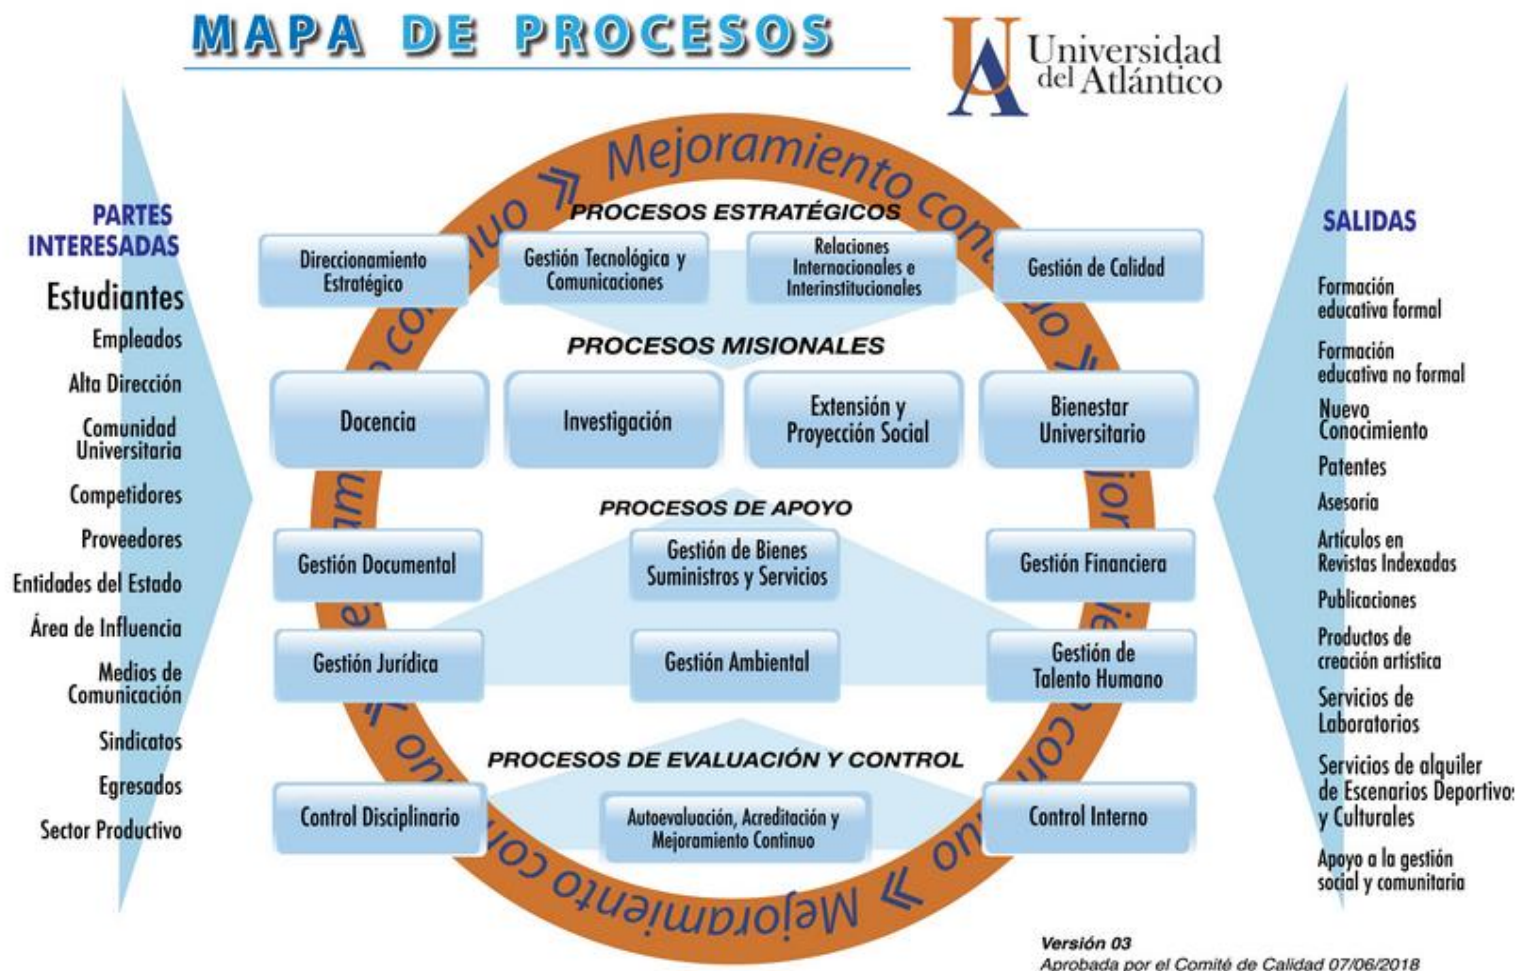 MAPA DE PROCESOS
UA
Universidad
del Atlántico
PARTES
INTERESADAS
Estudiantes
Empleados
Alta Dirección
Comunidad
Universitaria
Competidores
Proveedores
Entidades del Estado
Área de Influencia
Medios de
Comunicación
Sindicatos
Egresados
Sector Productivo
Mejoramiento continuo
PROCESOS ESTRATÉGICOS
Direccionamiento
Estratégico
Gestión Tecnológica y
Comunicaciones
Relaciones
Internacionales e
Interinstitucionales
Gestión de Calidad
PROCESOS MISIONALES
Docencia
Investigación
Extensión y
Proyección Social
Bienestar
Universitario
PROCESOS DE APOYO
Gestión Documental
Gestión de Bienes
Suministros y Servicios
Gestión Financiera
Gestión Jurídica
Gestión Ambiental
Gestión de
Talento Humano
PROCESOS DE EVALUACIÓN Y CONTROL
Control Disciplinario
Autoevaluación, Acreditación y
Mejoramiento Continuo
Control Interno
Mejoramiento continuo
SALIDAS
Formación
educativa formal
Formación
educativa no formal
Nuevo
Conocimiento
Patentes
Asesoría
Artículos en
Revistas Indexadas
Publicaciones
Productos de
creación artística
Servicios de
Laboratorios
Servicios de alquiler
de Escenarios Deportivos
y Culturales
Apoyo a la gestión
social y comunitaria
Versión 03
Aprobada por el Comité de Calidad 07/06/2018